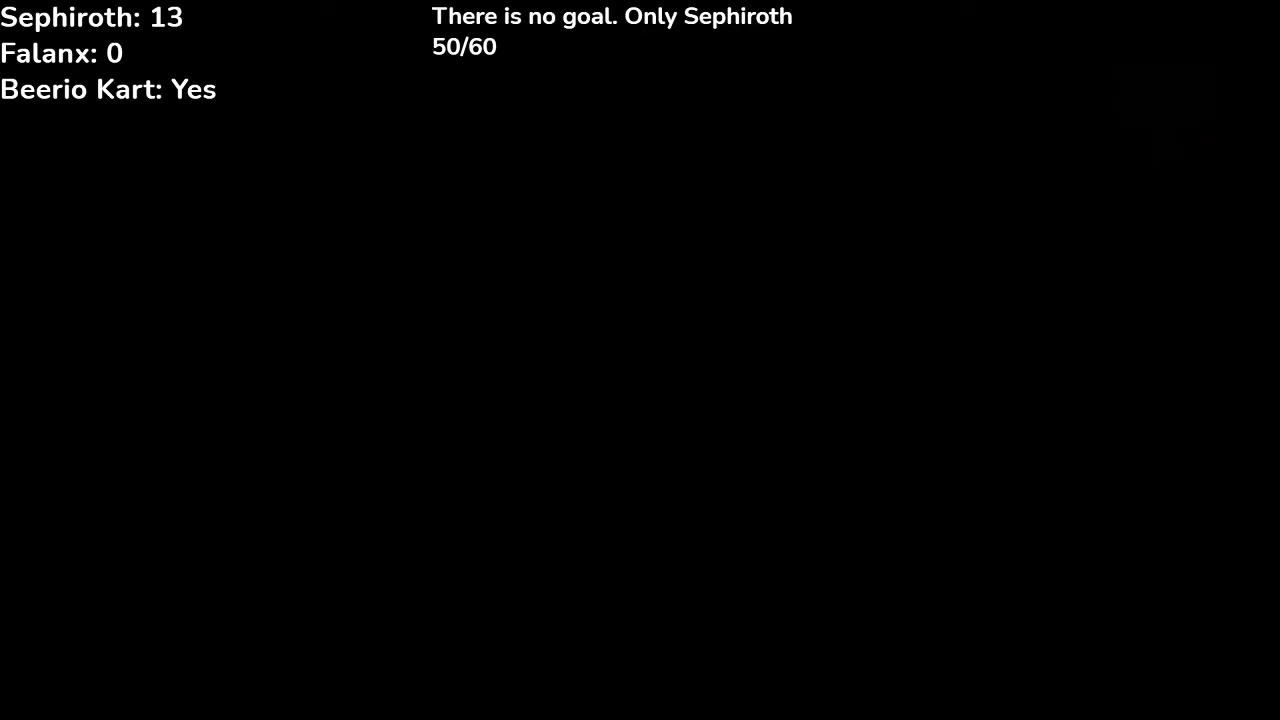 Sephiroth: 13
Falanx: 0
Beerio Kart: Yes
There is no goal. Only Sephiroth
50/60